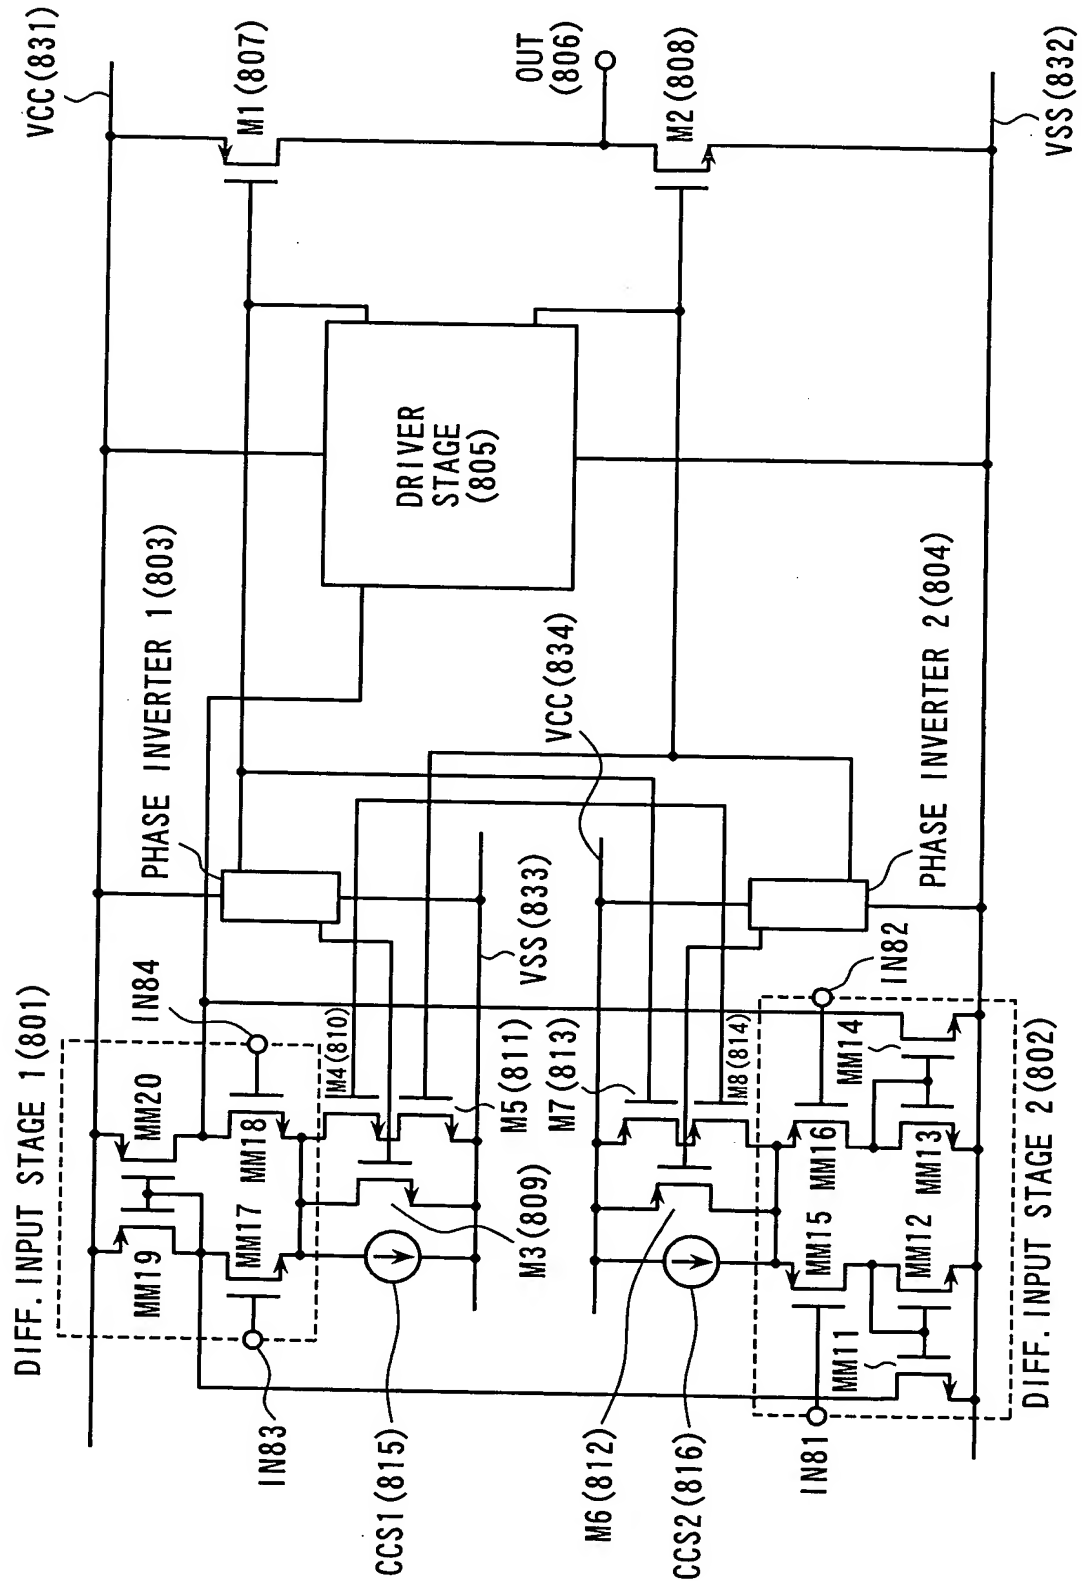 DIFF. INPUT STAGE 1(801)
MM19
MM20
MM17
MM18
IN83
IN84
CCS1(815)
M3(809)
M4(810)
M5(811)
VSS(833)
PHASE INVERTER 1(803)
VCC(831)
M1(807)
OUT
(806)
M2(808)
VSS(832)
DRIVER
STAGE
(805)
VCC(834)
PHASE INVERTER 2(804)
M7(813)
M8(814)
M6(812)
CCS2(816)
IN81
IN82
MM15
MM16
MM11
MM12
MM13
MM14
DIFF. INPUT STAGE 2(802)